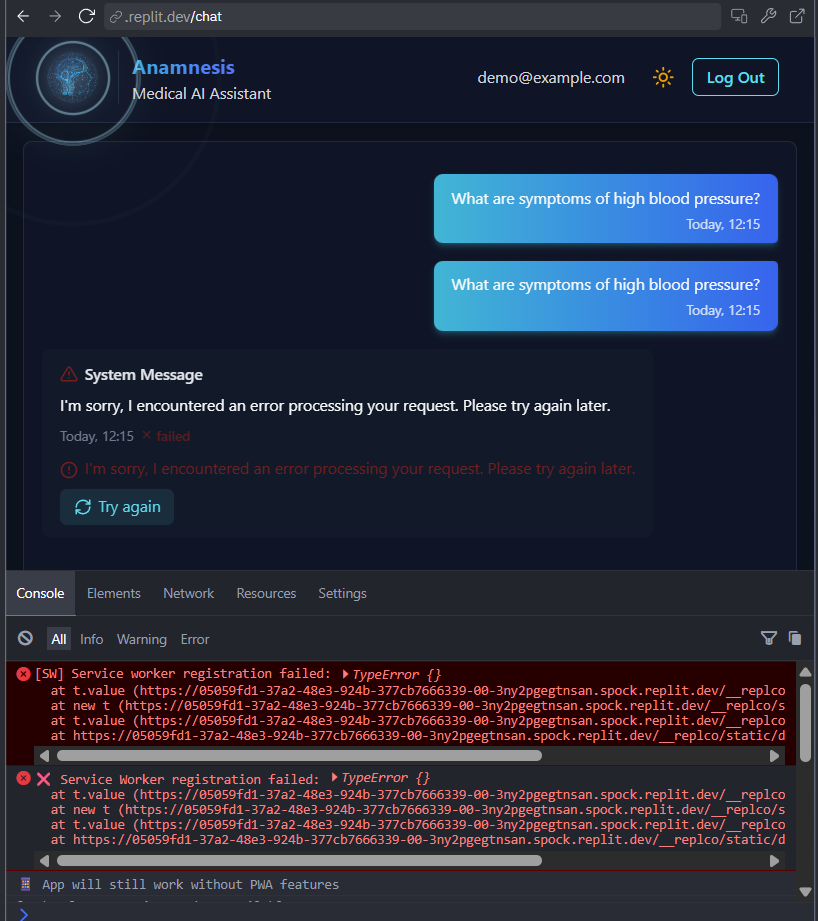 .replit.dev/chat
Anamnesis
Medical AI Assistant
demo@example.com
Log Out
What are symptoms of high blood pressure?
Today, 12:15
What are symptoms of high blood pressure?
Today, 12:15
System Message
I'm sorry, I encountered an error processing your request. Please try again later.
Today, 12:15 × failed
I'm sorry, I encountered an error processing your request. Please try again later.
Try again
Console Elements Network Resources Settings
All Info Warning Error
[SW] Service worker registration failed: ▶ TypeError {}
at t.value (https://05059fd1-37a2-48e3-924b-377cb7666339-00-3ny2pgegtnsan.spock.replit.dev/__replco
at new t (https://05059fd1-37a2-48e3-924b-377cb7666339-00-3ny2pgegtnsan.spock.replit.dev/__replco/s
at t.value (https://05059fd1-37a2-48e3-924b-377cb7666339-00-3ny2pgegtnsan.spock.replit.dev/__replco
at https://05059fd1-37a2-48e3-924b-377cb7666339-00-3ny2pgegtnsan.spock.replit.dev/__replco/static/d
❌ Service Worker registration failed: ▶ TypeError {}
at t.value (https://05059fd1-37a2-48e3-924b-377cb7666339-00-3ny2pgegtnsan.spock.replit.dev/__replco
at new t (https://05059fd1-37a2-48e3-924b-377cb7666339-00-3ny2pgegtnsan.spock.replit.dev/__replco/s
at t.value (https://05059fd1-37a2-48e3-924b-377cb7666339-00-3ny2pgegtnsan.spock.replit.dev/__replco
at https://05059fd1-37a2-48e3-924b-377cb7666339-00-3ny2pgegtnsan.spock.replit.dev/__replco/static/d
App will still work without PWA features